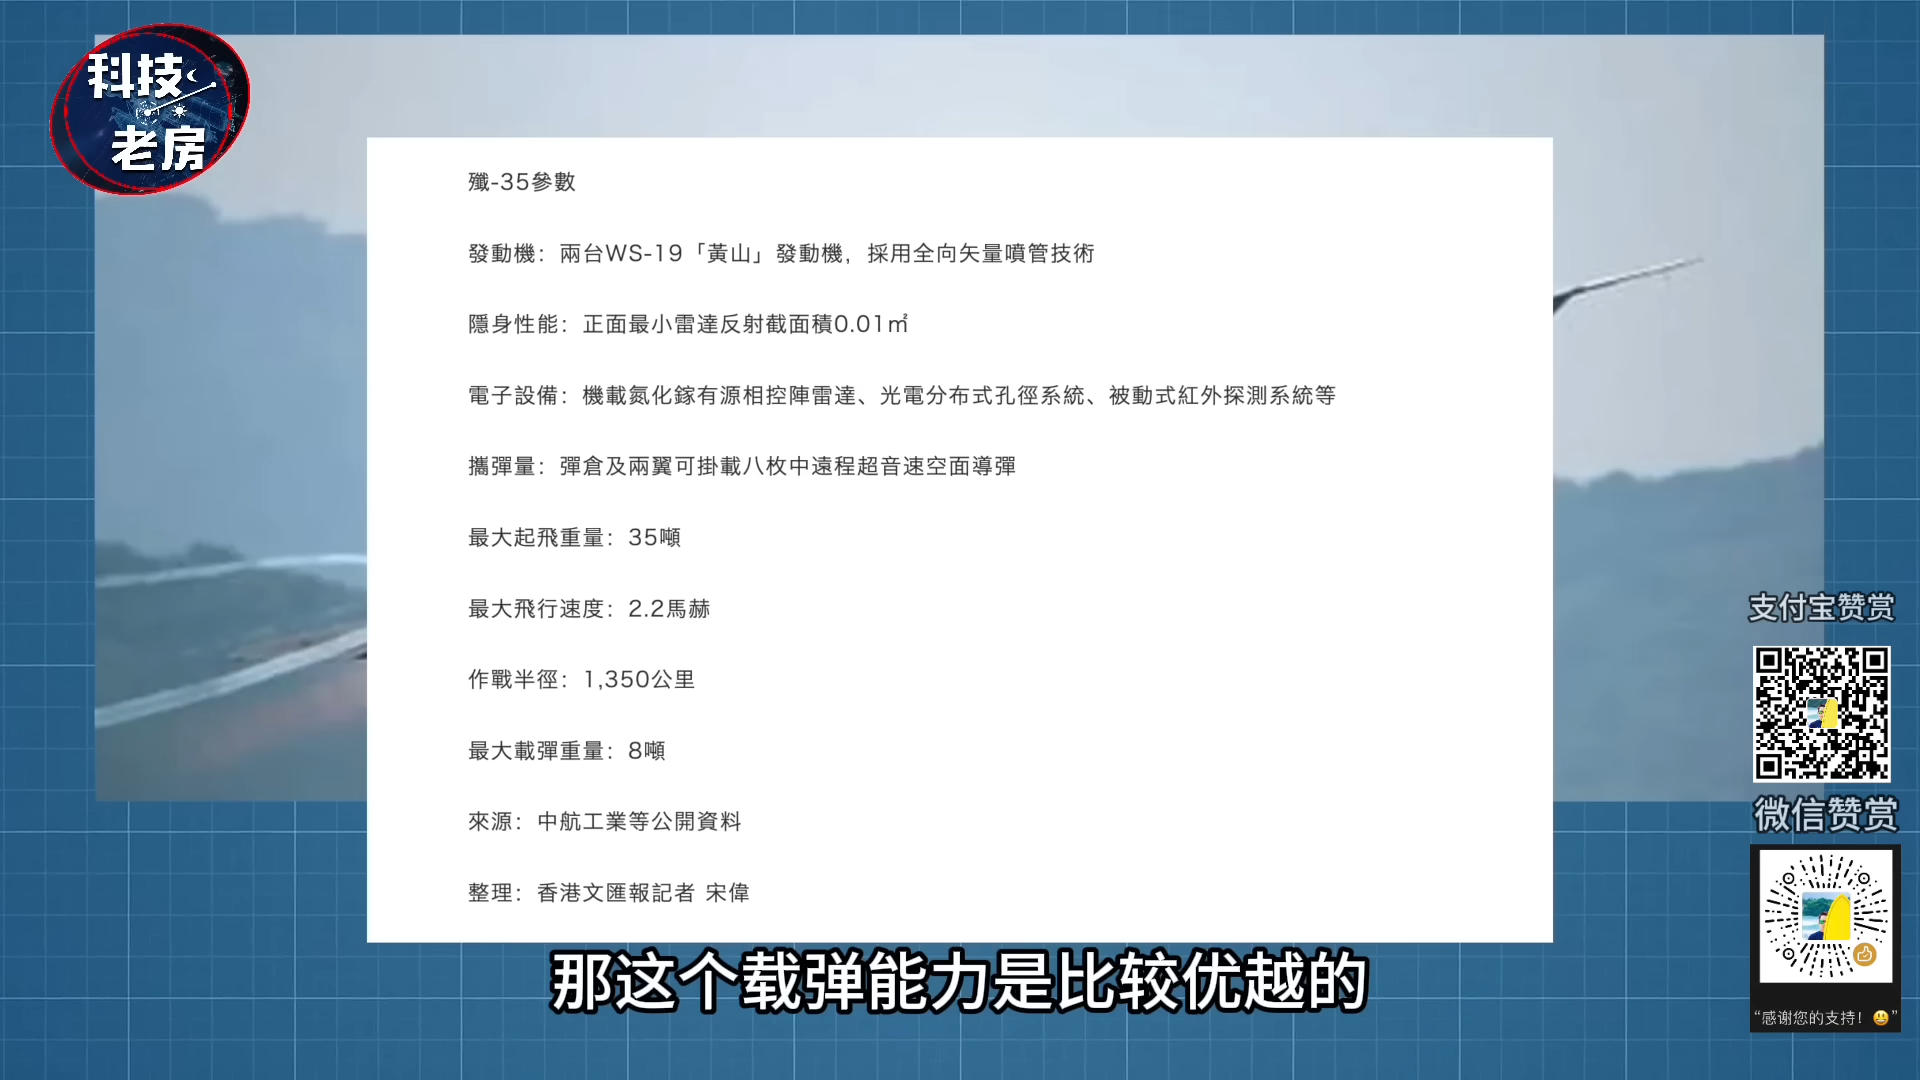 科技
老房
殲-35參數
發動機：兩台WS-19「黃山」發動機，採用全向矢量噴管技術
隱身性能：正面最小雷達反射截面積0.01㎡
電子設備：機載氮化鎵有源相控陣雷達、光電分布式孔徑系統、被動式紅外探測系統等
攜彈量：彈倉及兩翼可掛載八枚中遠程超音速空面導彈
最大起飛重量：35噸
最大飛行速度：2.2馬赫
作戰半徑：1,350公里
最大載彈重量：8噸
來源：中航工業等公開資料
整理：香港文匯報記者 宋偉
那这个载弹能力是比较优越的
支付宝赞赏
微信赞赏
“感谢您的支持！😃”